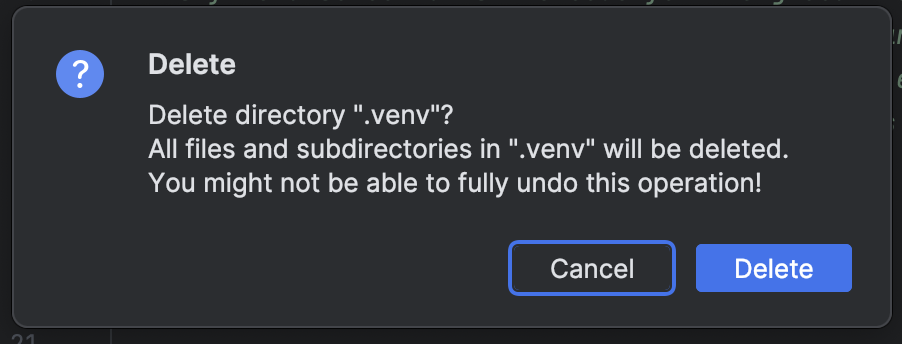 Delete
Delete directory ".venv"?
All files and subdirectories in ".venv" will be deleted.
You might not be able to fully undo this operation!
Cancel
Delete
21